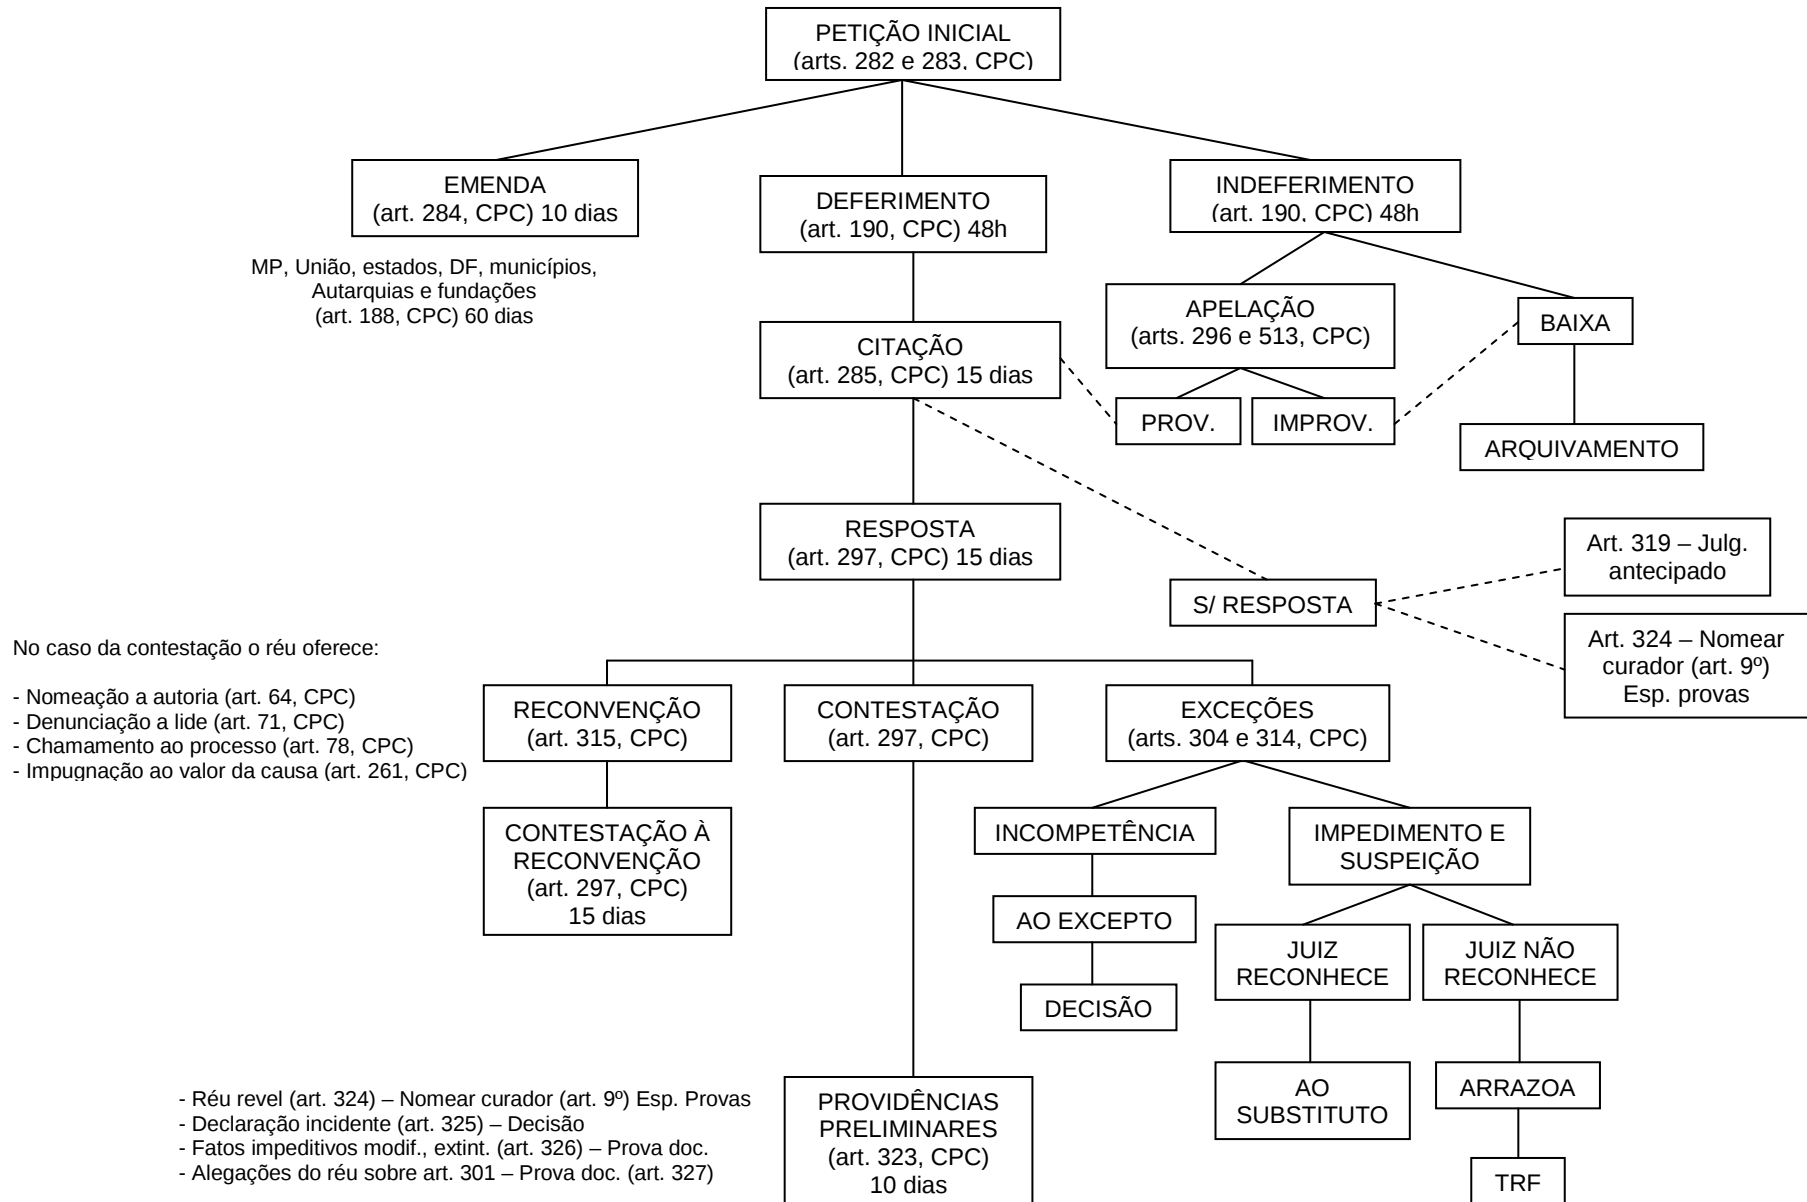 PETIÇÃO INICIAL
(arts. 282 e 283, CPC)
EMENDA
(art. 284, CPC) 10 dias
DEFERIMENTO
(art. 190, CPC) 48h
INDEFERIMENTO
(art. 190, CPC) 48h
MP, União, estados, DF, municípios,
Autarquias e fundações
(art. 188, CPC) 60 dias
APELAÇÃO
(arts. 296 e 513, CPC)
BAIXA
CITAÇÃO
(art. 285, CPC) 15 dias
PROV.
IMPROV.
ARQUIVAMENTO
RESPOSTA
(art. 297, CPC) 15 dias
S/ RESPOSTA
Art. 319 – Julg.
antecipado
Art. 324 – Nomear
curador (art. 9º)
Esp. provas
No caso da contestação o réu oferece:
- Nomeação a autoria (art. 64, CPC)
- Denunciação a lide (art. 71, CPC)
- Chamamento ao processo (art. 78, CPC)
- Impugnação ao valor da causa (art. 261, CPC)
RECONVENÇÃO
(art. 315, CPC)
CONTESTAÇÃO
(art. 297, CPC)
EXCEÇÕES
(arts. 304 e 314, CPC)
CONTESTAÇÃO À
RECONVENÇÃO
(art. 297, CPC)
15 dias
INCOMPETÊNCIA
IMPEDIMENTO E
SUSPEIÇÃO
AO EXCEPTO
JUIZ
RECONHECE
JUIZ NÃO
RECONHECE
DECISÃO
AO
SUBSTITUTO
ARRAZOA
TRF
- Réu revel (art. 324) – Nomear curador (art. 9º) Esp. Provas
- Declaração incidente (art. 325) – Decisão
- Fatos impeditivos modif., extint. (art. 326) – Prova doc.
- Alegações do réu sobre art. 301 – Prova doc. (art. 327)
PROVIDÊNCIAS
PRELIMINARES
(art. 323, CPC)
10 dias